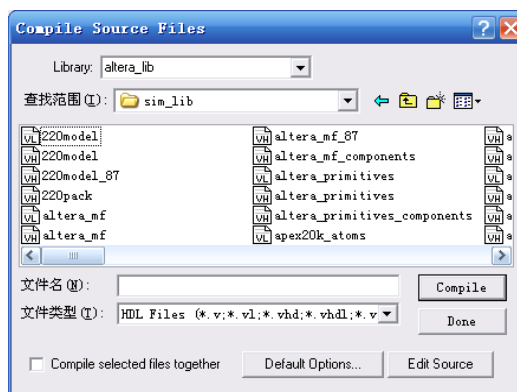 Compile Source Files
Library: altera_lib
查找范围(I): sim_lib
220model
220model
220model_87
220pack
altera_mf
altera_mf
altera_mf_87
altera_mf_components
altera_primitives
altera_primitives
altera_primitives_components
apex20k_atoms
文件名(N):
Compile
文件类型(T): HDL Files (*.v;*.vl;*.vhd;*.vhdl;*.v
Done
Compile selected files together
Default Options...
Edit Source